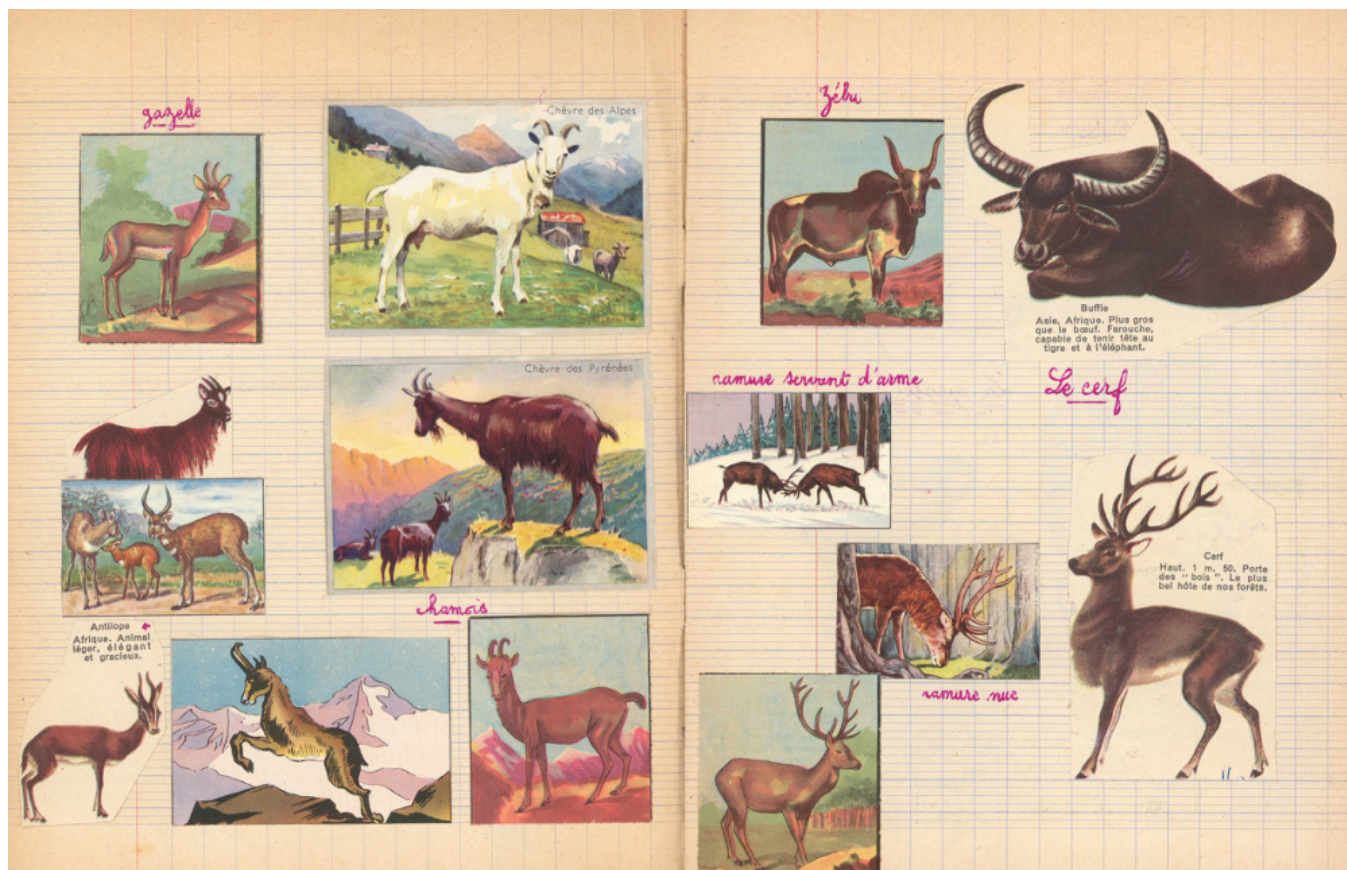 gazelle
Chèvre des Alpes
Chèvre des Pyrénées
Antilope
Afrique. Animal
léger, élégant
et gracieux.
chamois
Zébu
Buffle
Asie, Afrique. Plus gros
que le bœuf. Farouche,
capable de tenir tête au
tigre et à l'éléphant.
ramure servant d'arme
Le cerf
Cerf
Haut. 1 m. 50. Porte
des "bois". Le plus
bel hôte de nos forêts.
ramure nue